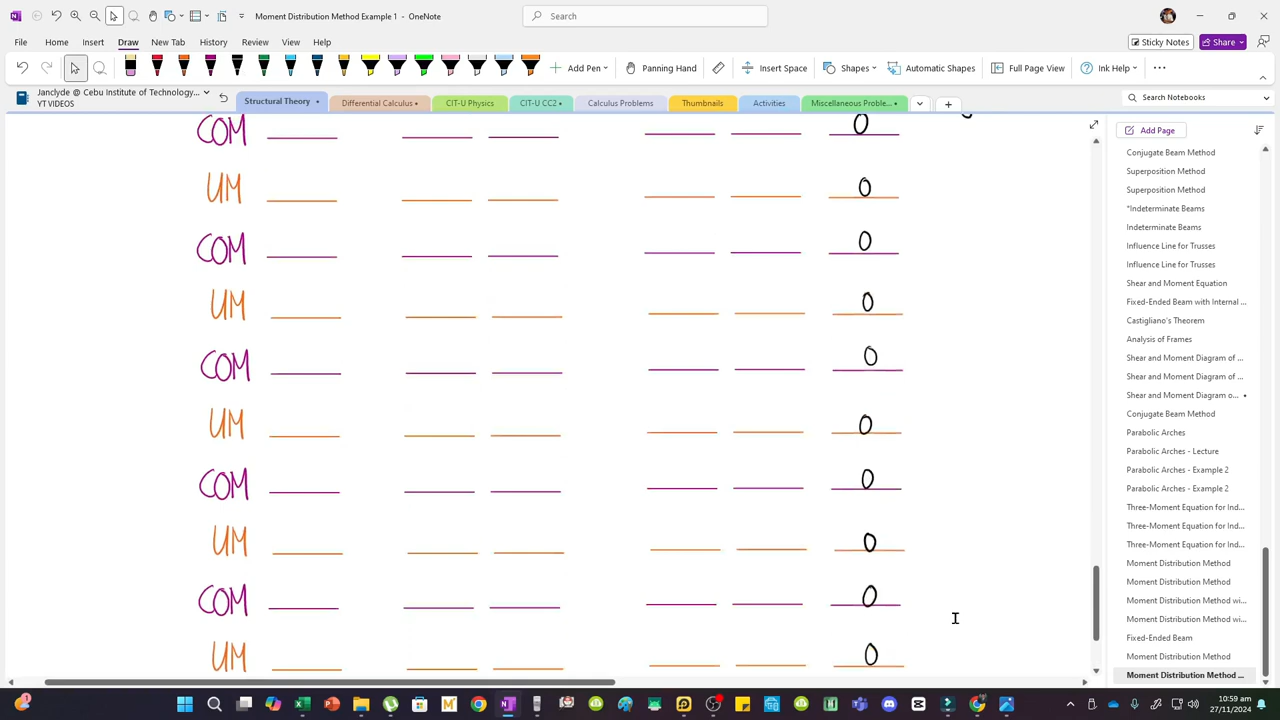 Moment Distribution Method Example 1 - OneNote
Search
File Home Insert Draw New Tab History Review View Help
Sticky Notes Share
Add Pen Panning Hand Insert Space Shapes Automatic Shapes Full Page View Ink Help
Janclyde @ Cebu Institute of Technology...
YT VIDEOS
Structural Theory Differential Calculus CIT-U Physics CIT-U CC2 Calculus Problems Thumbnails Activities Miscellaneous Proble...
Search Notebooks
Add Page
COM 0
UM 0
COM 0
UM 0
COM 0
UM 0
COM 0
UM 0
COM 0
UM 0
Conjugate Beam Method
Superposition Method
Superposition Method
*Indeterminate Beams
Indeterminate Beams
Influence Line for Trusses
Influence Line for Trusses
Shear and Moment Equation
Fixed-Ended Beam with Internal ...
Castigliano's Theorem
Analysis of Frames
Shear and Moment Diagram of ...
Shear and Moment Diagram of ...
Shear and Moment Diagram o...
Conjugate Beam Method
Parabolic Arches
Parabolic Arches - Lecture
Parabolic Arches - Example 2
Parabolic Arches - Example 2
Three-Moment Equation for Ind...
Three-Moment Equation for Ind...
Three-Moment Equation for Ind...
Moment Distribution Method
Moment Distribution Method
Moment Distribution Method wi...
Moment Distribution Method wi...
Fixed-Ended Beam
Moment Distribution Method
Moment Distribution Method ...
10:59 am
27/11/2024